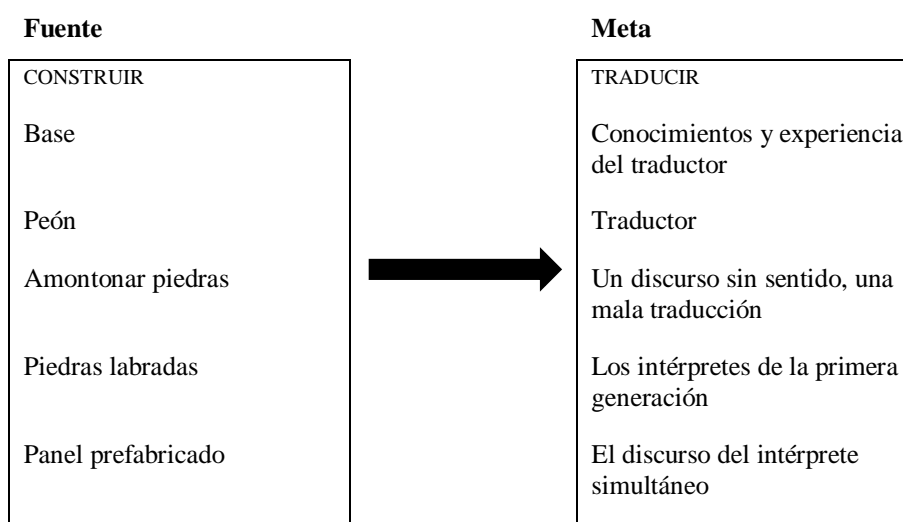 Fuente
CONSTRUIR
Base
Peón
Amontonar piedras
Piedras labradas
Panel prefabricado
Meta
TRADUCIR
Conocimientos y experiencia
del traductor
Traductor
Un discurso sin sentido, una
mala traducción
Los intérpretes de la primera
generación
El discurso del intérprete
simultáneo